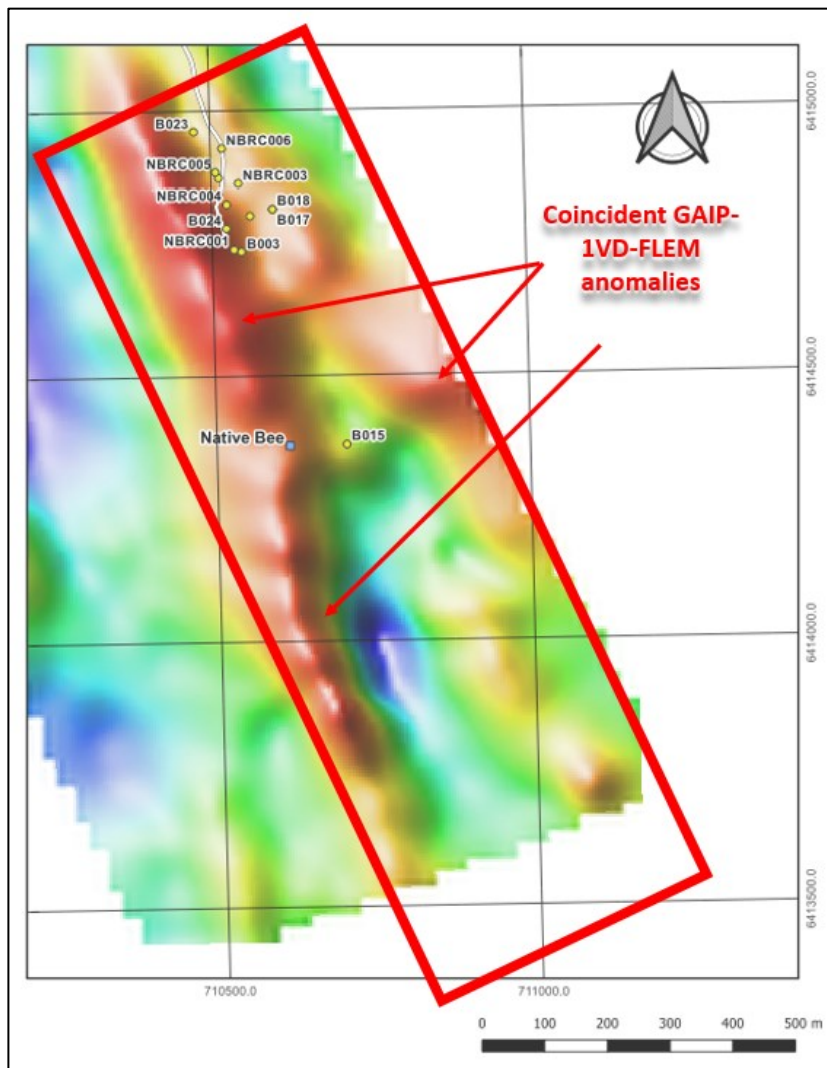 6415000.0
B023
NBRC006
NBRC005
NBRC003
NBRC004
B018
B024
B017
NBRC001
B003
Coincident GAIP-
1VD-FLEM
anomalies
6414500.0
Native Bee
B015
6414000.0
6413500.0
710500.0
711000.0
0 100 200 300 400 500 m